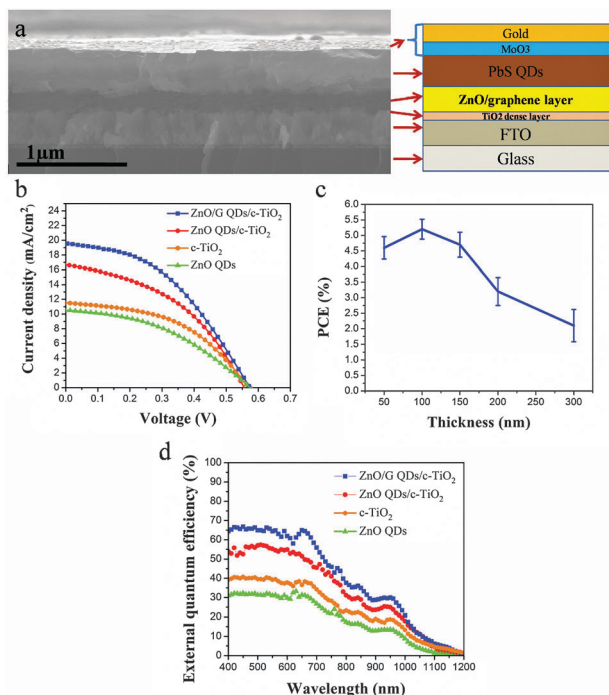 a
1µm
Gold
MoO3
PbS QDs
ZnO/graphene layer
TiO2 dense layer
FTO
Glass
b
Current density (mA/cm²)
24
22
20
18
16
14
12
10
8
6
4
2
0
0.0 0.1 0.2 0.3 0.4 0.5 0.6 0.7
Voltage (V)
ZnO/G QDs/c-TiO₂
ZnO QDs/c-TiO₂
c-TiO₂
ZnO QDs
c
PCE (%)
6.0
5.5
5.0
4.5
4.0
3.5
3.0
2.5
2.0
1.5
1.0
0.5
0.0
50 100 150 200 250 300
Thickness (nm)
d
External quantum efficiency (%)
100
90
80
70
60
50
40
30
20
10
0
400 500 600 700 800 900 1000 1100 1200
Wavelength (nm)
ZnO/G QDs/c-TiO₂
ZnO QDs/c-TiO₂
c-TiO₂
ZnO QDs